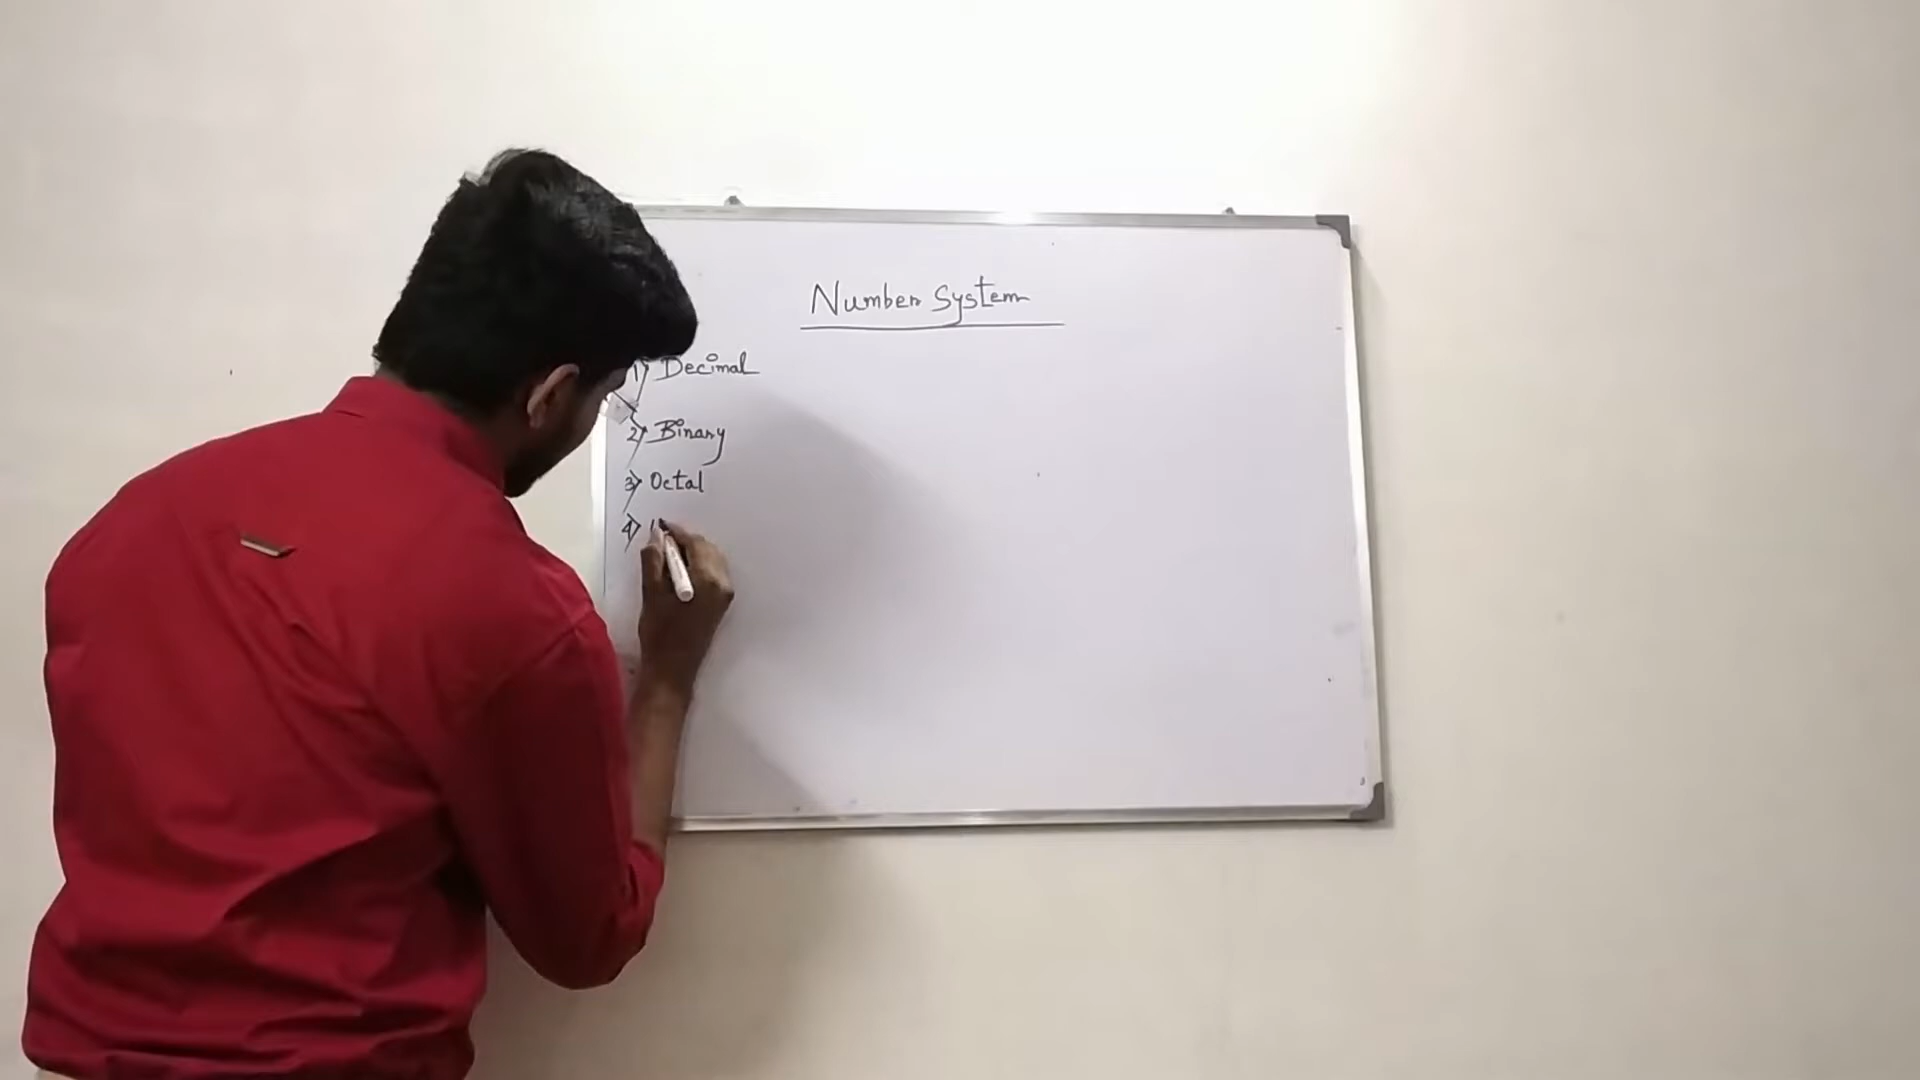 Number System
1) Decimal
2) Binary
3) Octal
4)